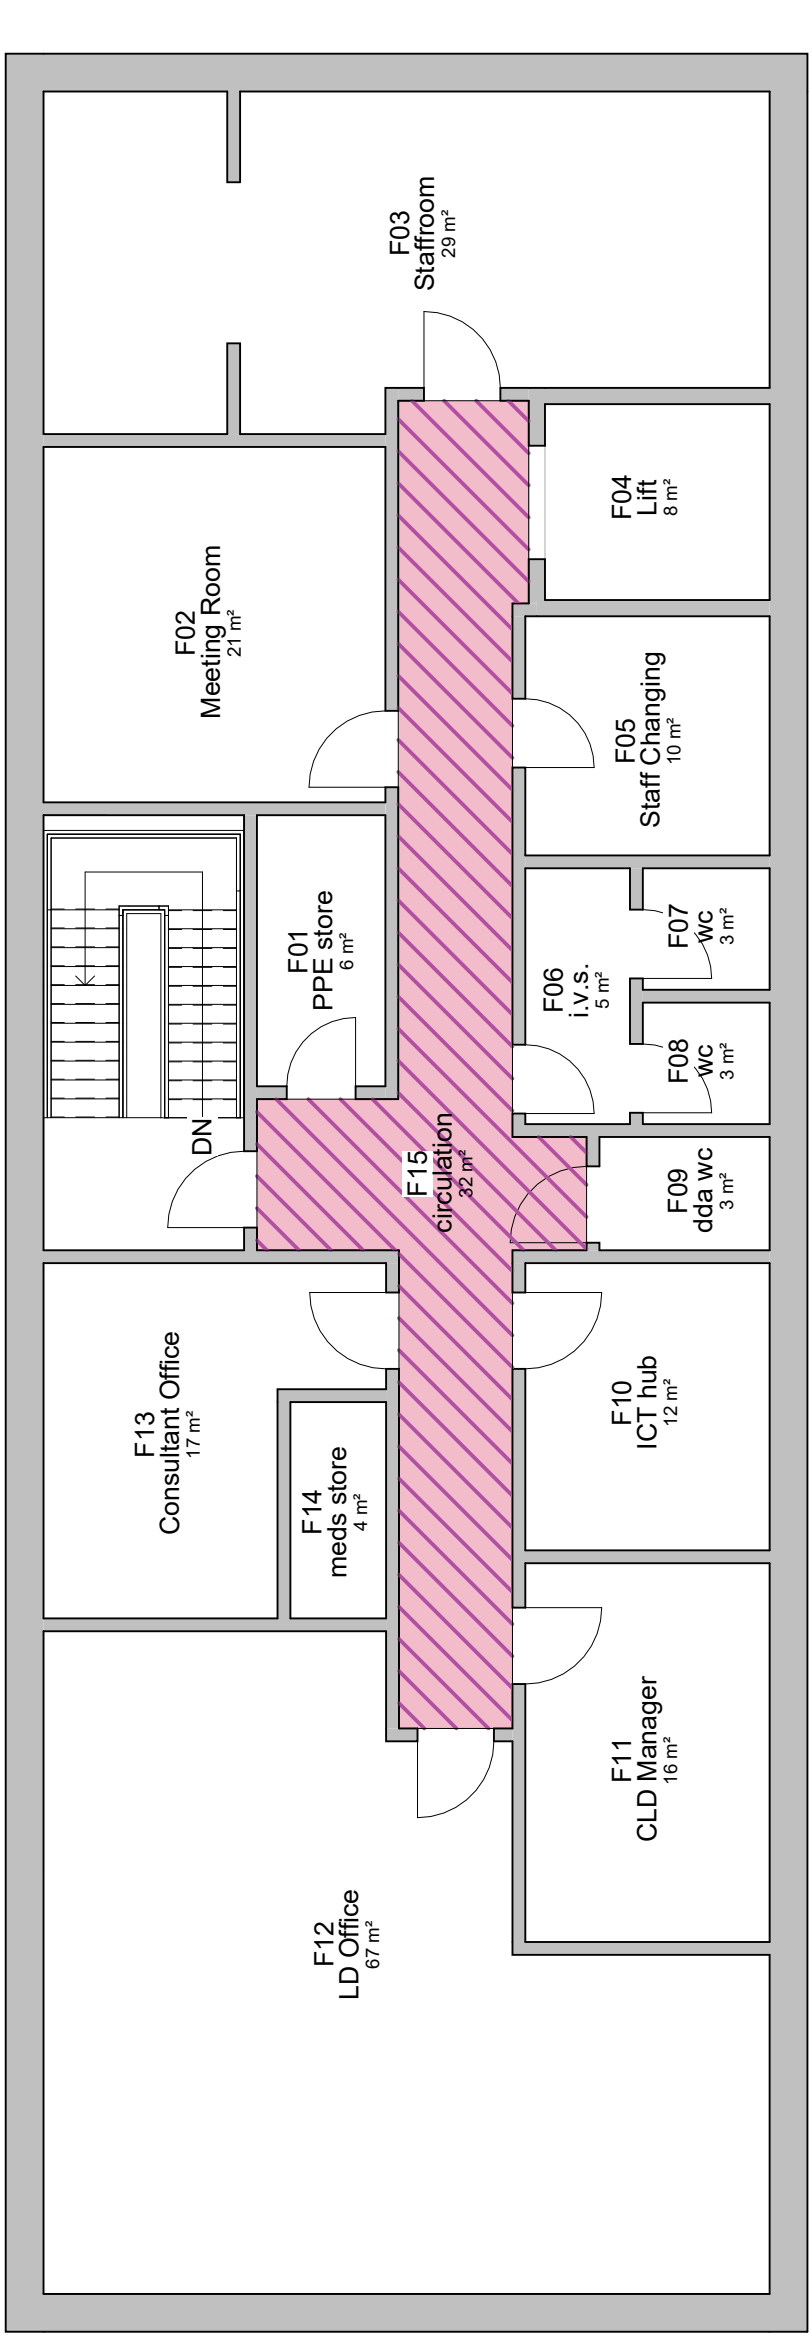 F03
Staffroom
29 m²
F02
Meeting Room
21 m²
F04
Lift
8 m²
F05
Staff Changing
10 m²
F01
PPE store
6 m²
F06
i.v.s.
5 m²
F07
wc
3 m²
F08
wc
3 m²
DN
F15
circulation
32 m²
F09
dda wc
3 m²
F13
Consultant Office
17 m²
F14
meds store
4 m²
F10
ICT hub
12 m²
F11
CLD Manager
16 m²
F12
LD Office
67 m²